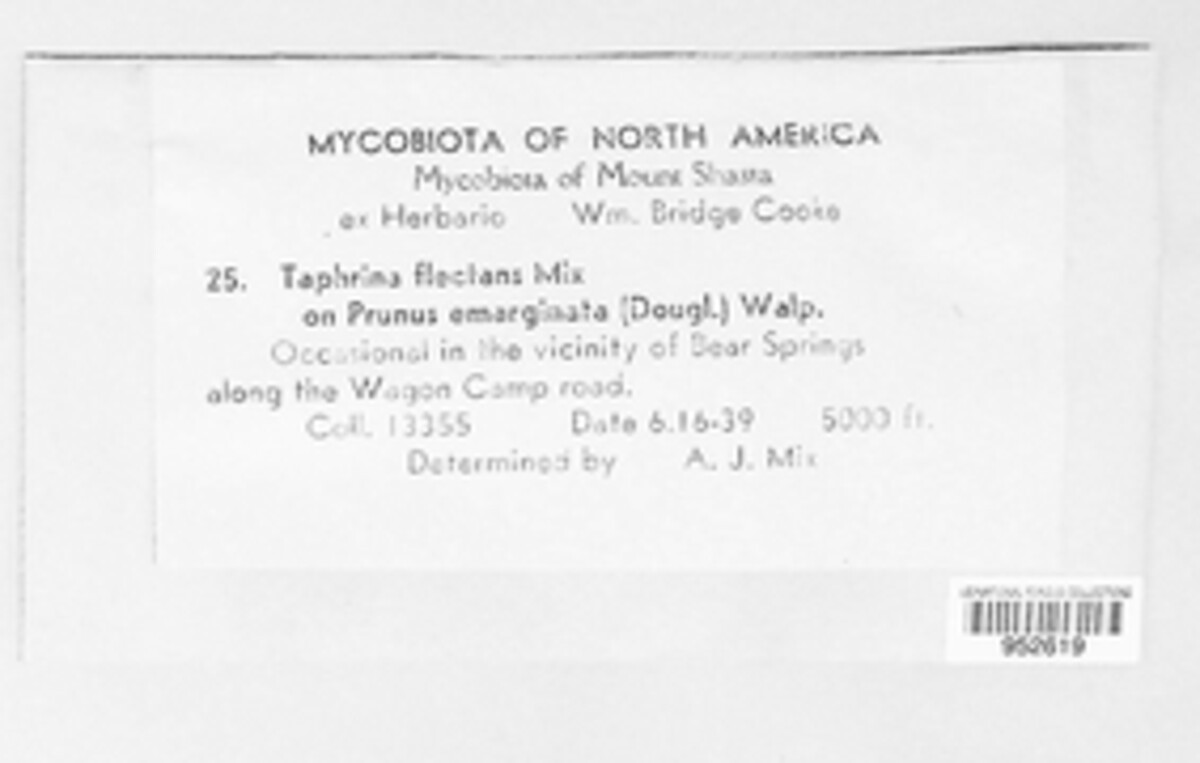 MYCOBIOTA OF NORTH AMERICA
Mycobiota of Mount Shasta
ex Herbario Wm. Bridge Cooke
25. Taphrina flectans Mix
on Prunus emarginata (Dougl.) Walp.
Occasional in the vicinity of Bear Springs
along the Wagon Camp road.
Coll. 13355 Date 6.16-39 5000 ft.
Determined by A. J. Mix
952619